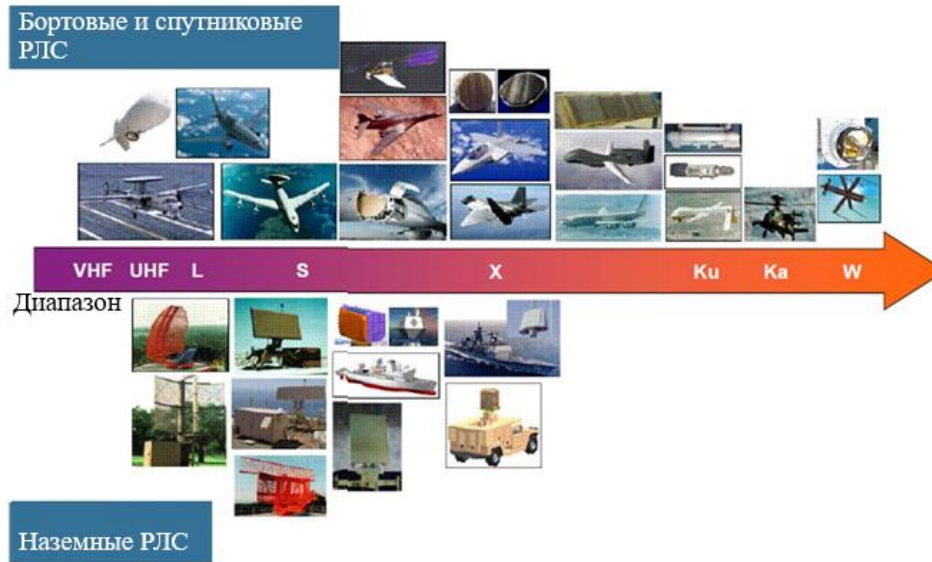 Бортовые и спутниковые
РЛС
VHF UHF L S X Ku Ka W
Диапазон
Наземные РЛС